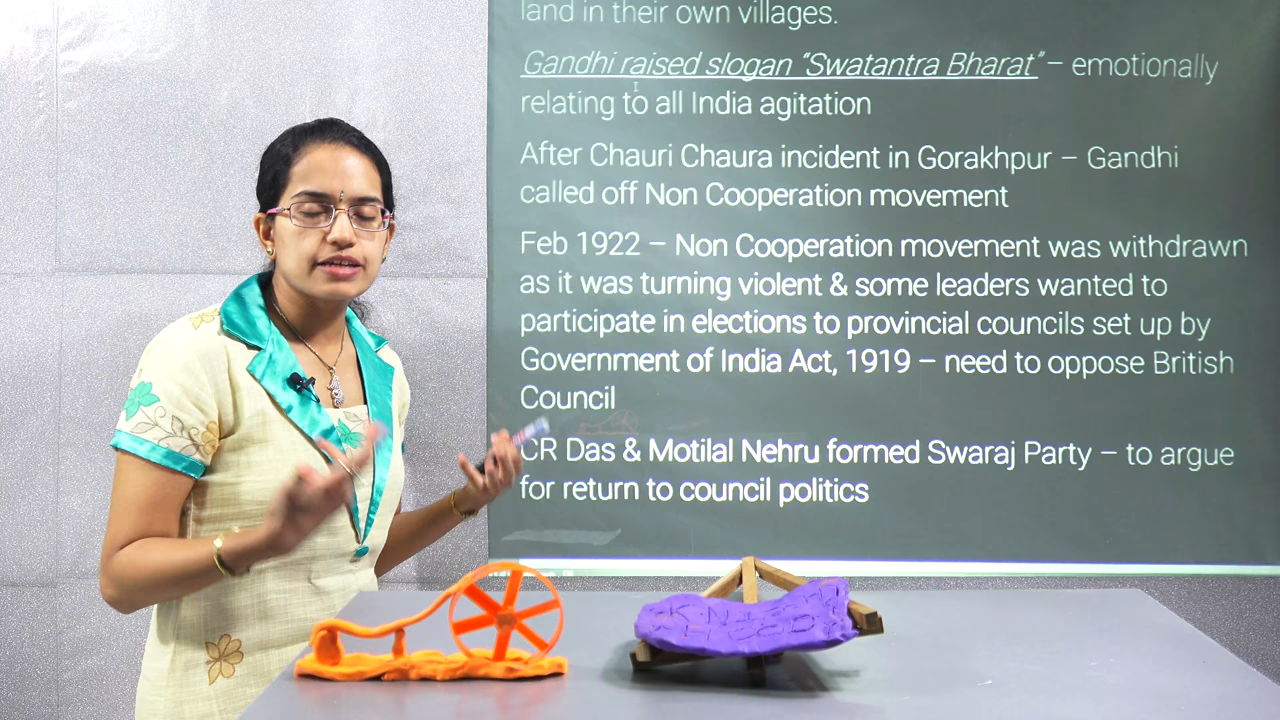 land in their own villages.
Gandhi raised slogan “Swatantra Bharat” – emotionally
relating to all India agitation
After Chauri Chaura incident in Gorakhpur – Gandhi
called off Non Cooperation movement
Feb 1922 – Non Cooperation movement was withdrawn
as it was turning violent & some leaders wanted to
participate in elections to provincial councils set up by
Government of India Act, 1919 – need to oppose British
Council
CR Das & Motilal Nehru formed Swaraj Party – to argue
for return to council politics